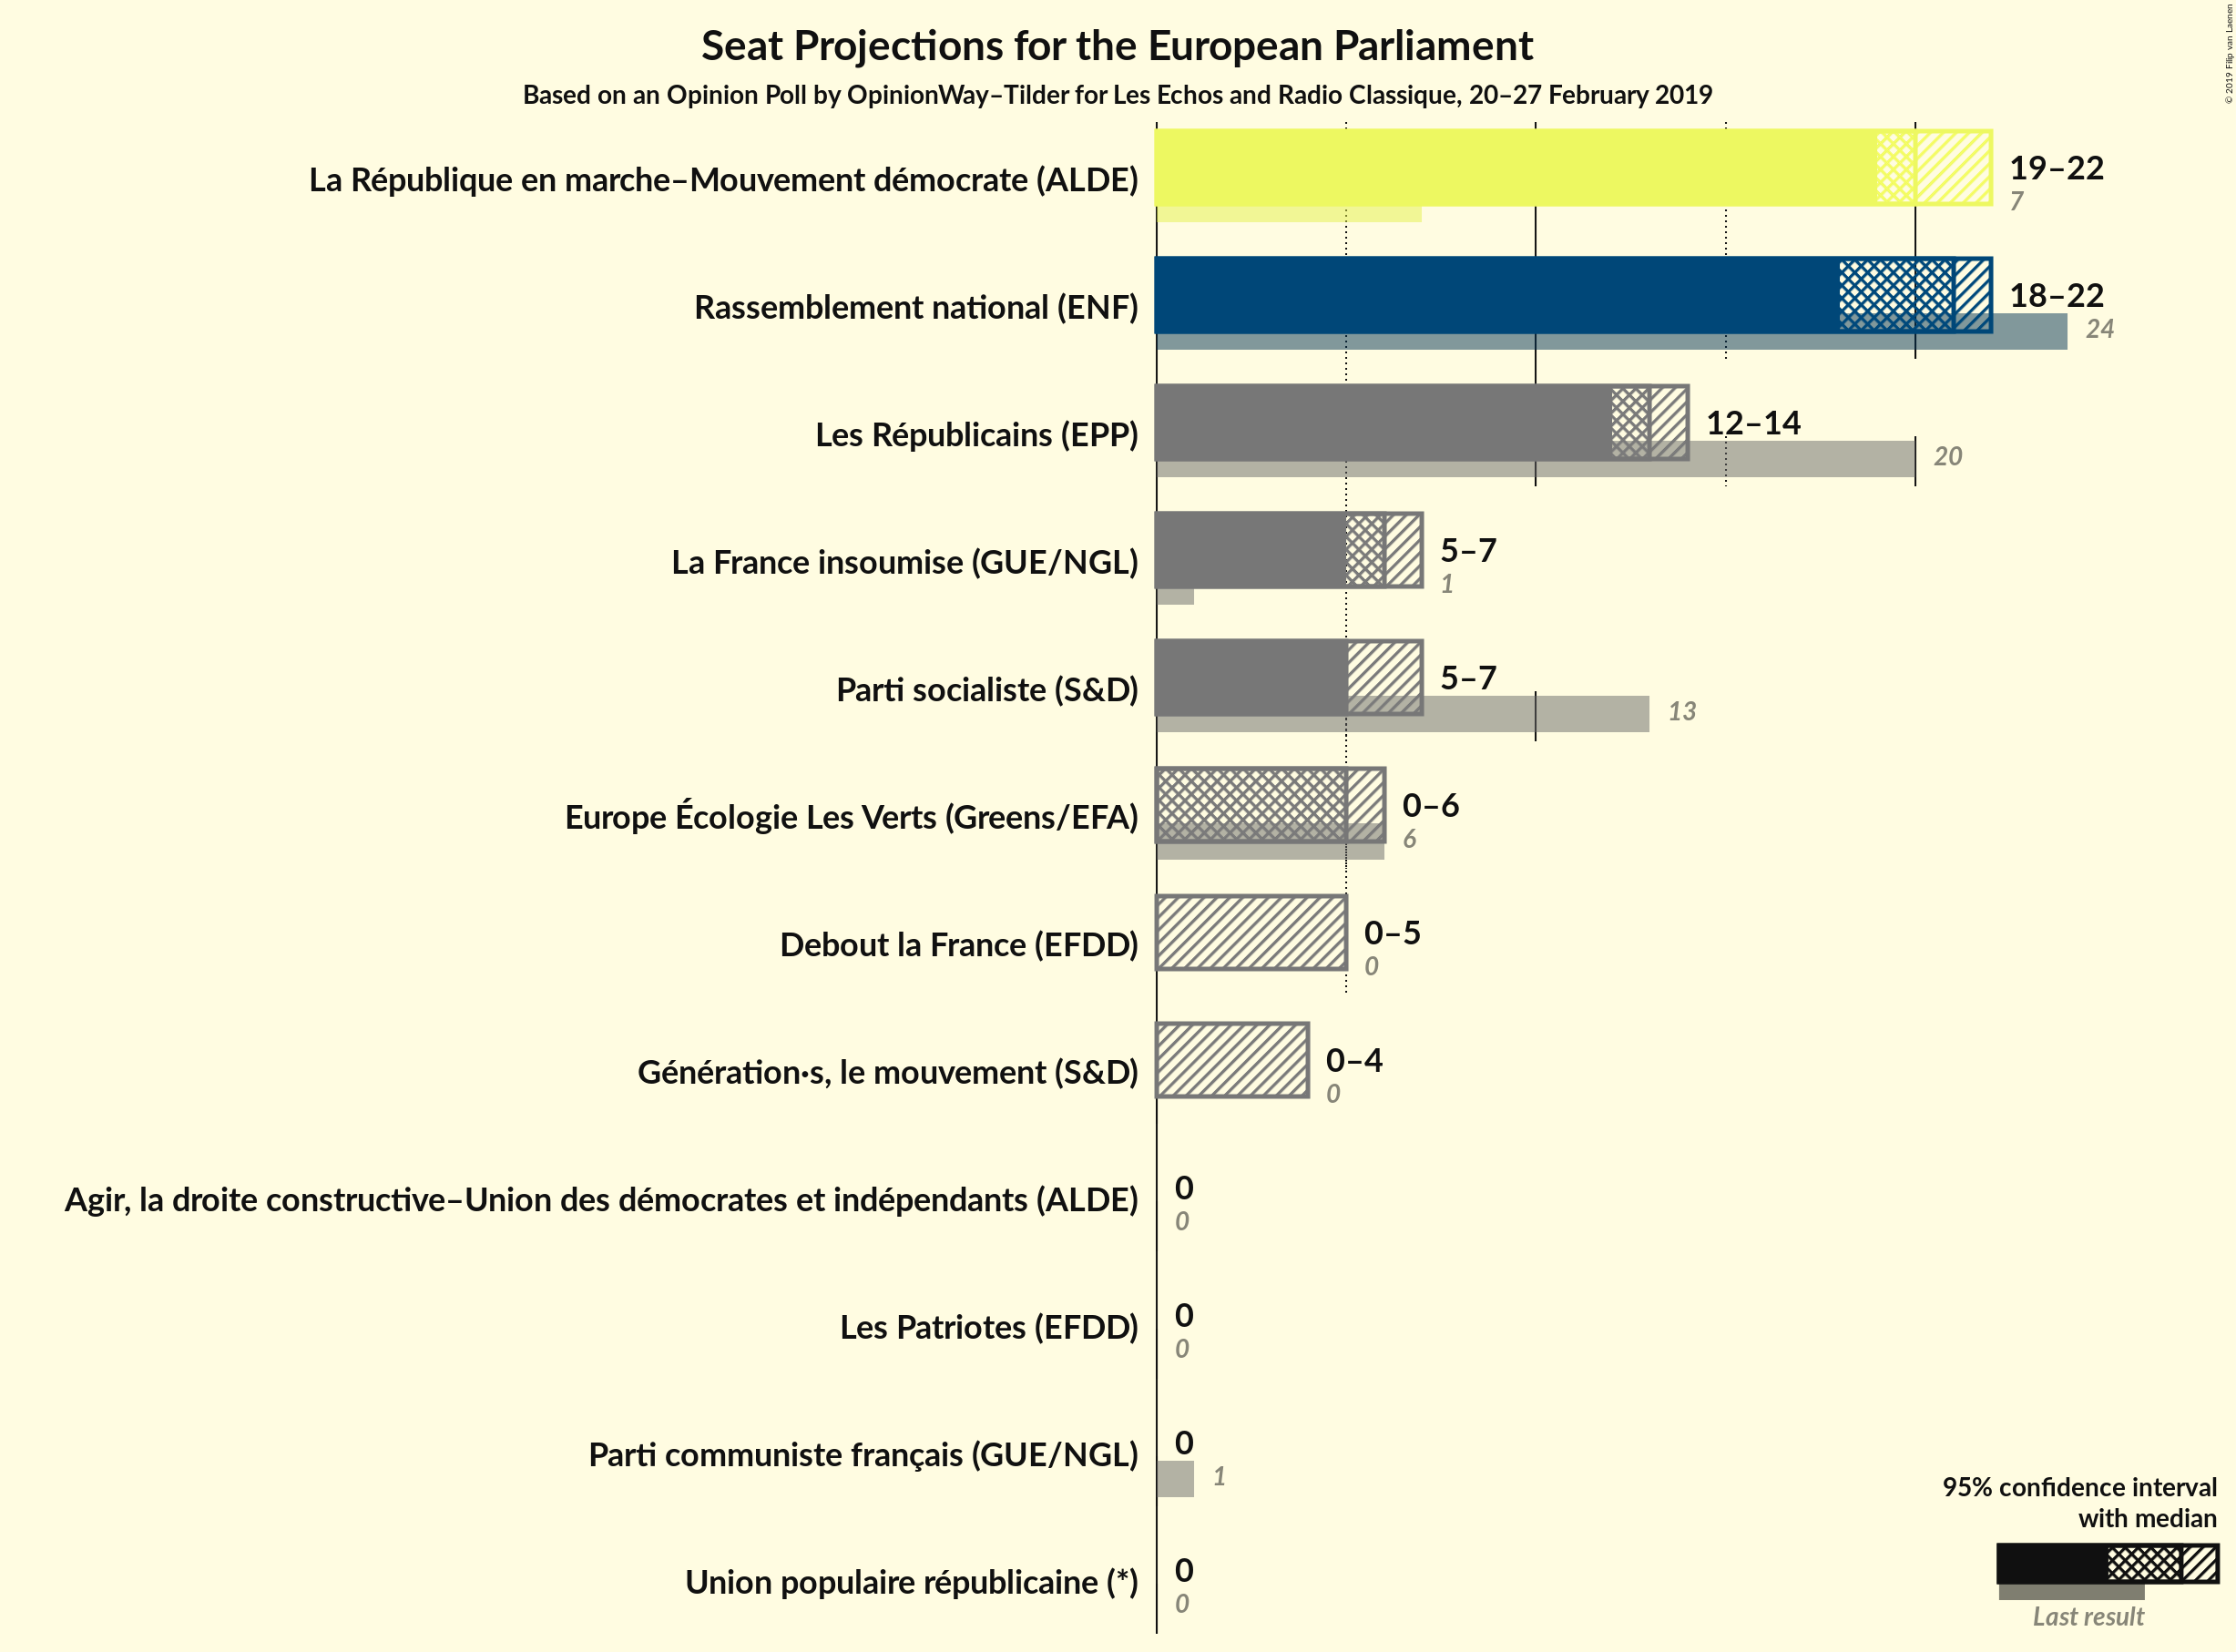 Seat Projections for the European Parliament
Based on an Opinion Poll by OpinionWay–Tilder for Les Echos and Radio Classique, 20–27 February 2019
© 2019 Filip van Laenen
La République en marche–Mouvement démocrate (ALDE)
19–22
7
Rassemblement national (ENF)
18–22
24
Les Républicains (EPP)
12–14
20
La France insoumise (GUE/NGL)
5–7
1
Parti socialiste (S&D)
5–7
13
Europe Écologie Les Verts (Greens/EFA)
0–6
6
Debout la France (EFDD)
0–5
0
Génération·s, le mouvement (S&D)
0–4
0
Agir, la droite constructive–Union des démocrates et indépendants (ALDE)
0
0
Les Patriotes (EFDD)
0
0
Parti communiste français (GUE/NGL)
0
1
Union populaire républicaine (*)
0
0
95% confidence interval
with median
Last result